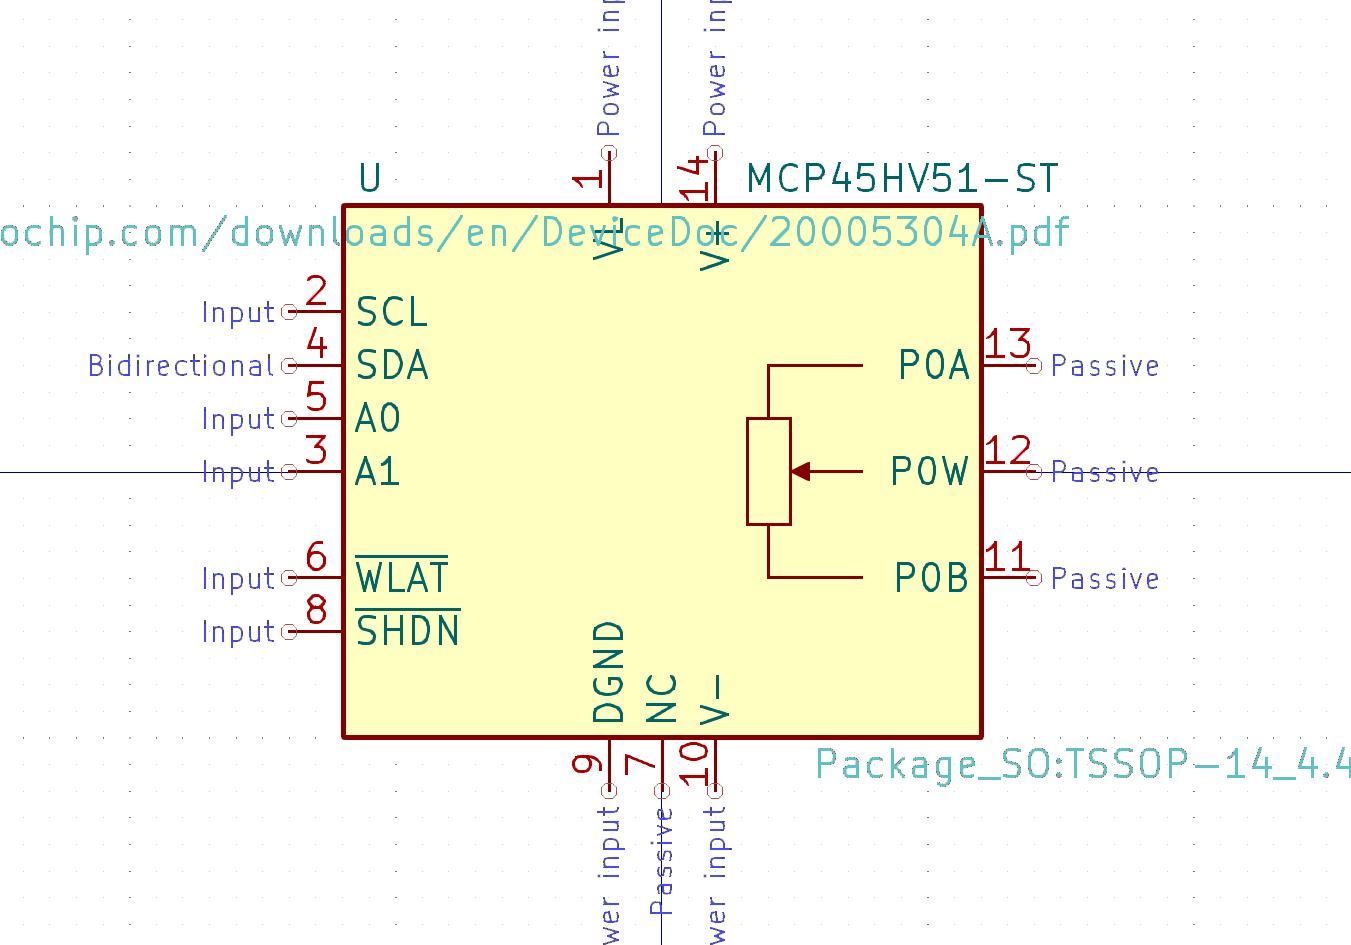 Power inp
Power inp
U
1
14
MCP45HV51-ST
ochip.com/downloads/en/DeviceDoc/20005304A.pdf
VL
V+
Input 2 SCL
Bidirectional 4 SDA
Input 5 A0
Input 3 A1
Input 6 WLAT
Input 8 SHDN
P0A 13 Passive
P0W 12 Passive
P0B 11 Passive
DGND
NC
V-
9
7
10
Package_SO:TSSOP-14_4.4
wer input
Passive
wer input